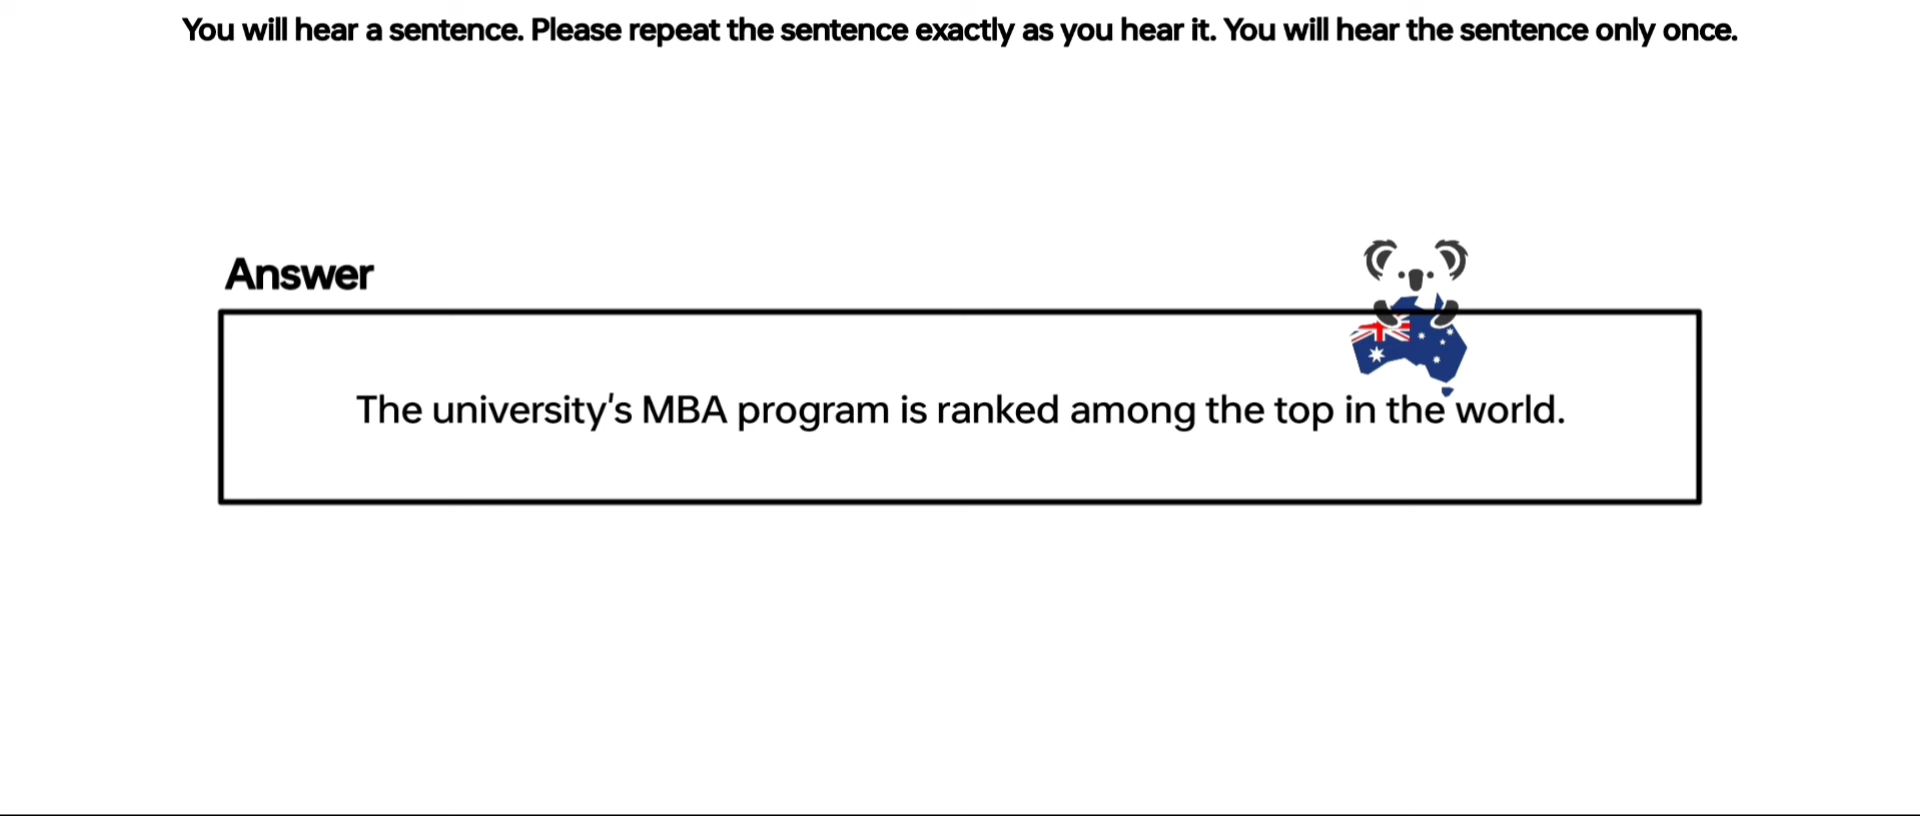 You will hear a sentence. Please repeat the sentence exactly as you hear it. You will hear the sentence only once.
Answer
The university's MBA program is ranked among the top in the world.